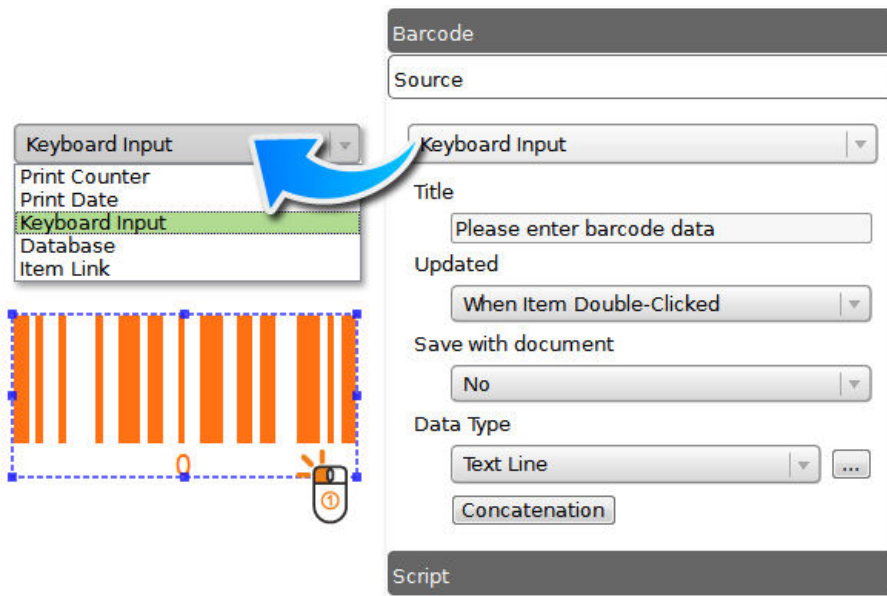 Barcode
Source
Keyboard Input
Keyboard Input
Print Counter
Print Date
Keyboard Input
Database
Item Link
Title
Please enter barcode data
Updated
When Item Double-Clicked
Save with document
No
Data Type
Text Line
...
Concatenation
0
①
Script